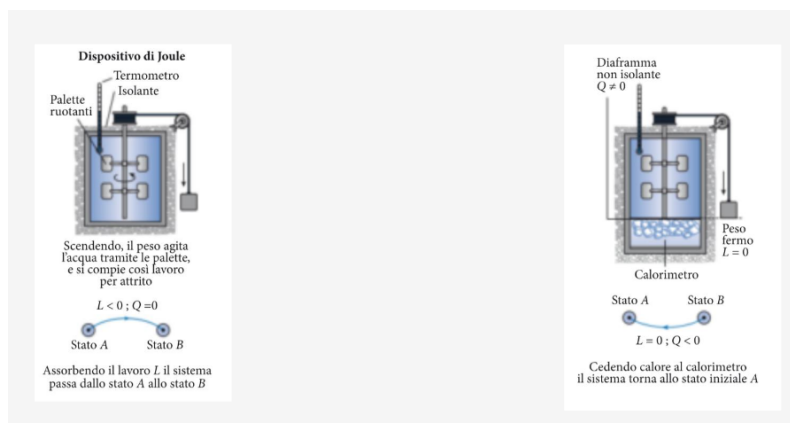 Dispositivo di Joule
Termometro
Isolante
Palette
ruotanti
Scendendo, il peso agita
l'acqua tramite le palette,
e si compie così lavoro
per attrito
L < 0 ; Q =0
Stato A Stato B
Assorbendo il lavoro L il sistema
passa dallo stato A allo stato B
Diaframma
non isolante
Q ≠ 0
Peso
fermo
L = 0
Calorimetro
Stato A Stato B
L = 0 ; Q < 0
Cedendo calore al calorimetro
il sistema torna allo stato iniziale A